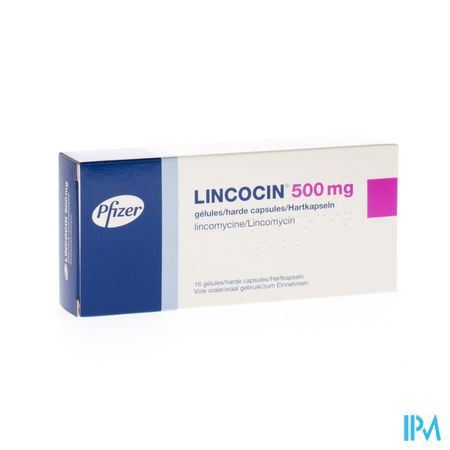 Pfizer
LINCOCIN® 500 mg
gélules/harde capsules/Hartkapseln
lincomycine/Lincomycin
16 gélules/harde capsules/Hartkapseln
Voie orale/oraal gebruik/zum Einnehmen.
LINCOCIN 500 mg
IPM